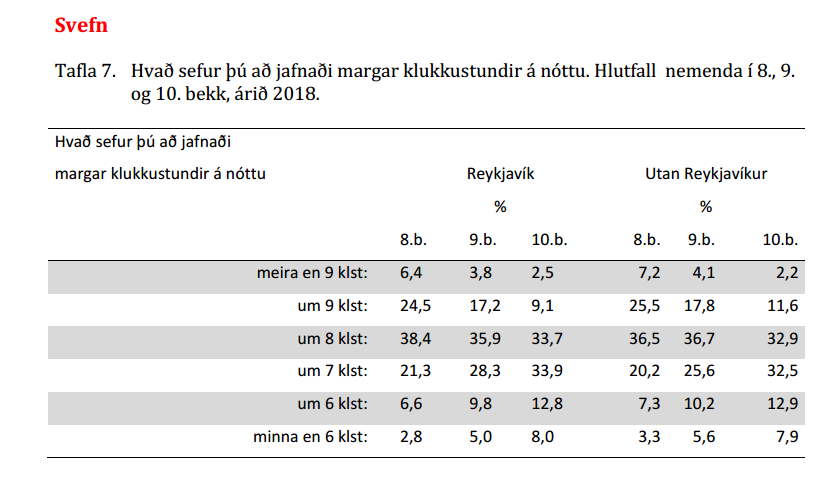 Svefn
Tafla 7. Hvað sefur þú að jafnaði margar klukkustundir á nóttu. Hlutfall nemenda í 8., 9.
og 10. bekk, árið 2018.
Hvað sefur þú að jafnaði
margar klukkustundir á nóttu Reykjavík Utan Reykjavíkur
% %
8.b. 9.b. 10.b. 8.b. 9.b. 10.b.
meira en 9 klst: 6,4 3,8 2,5 7,2 4,1 2,2
um 9 klst: 24,5 17,2 9,1 25,5 17,8 11,6
um 8 klst: 38,4 35,9 33,7 36,5 36,7 32,9
um 7 klst: 21,3 28,3 33,9 20,2 25,6 32,5
um 6 klst: 6,6 9,8 12,8 7,3 10,2 12,9
minna en 6 klst: 2,8 5,0 8,0 3,3 5,6 7,9